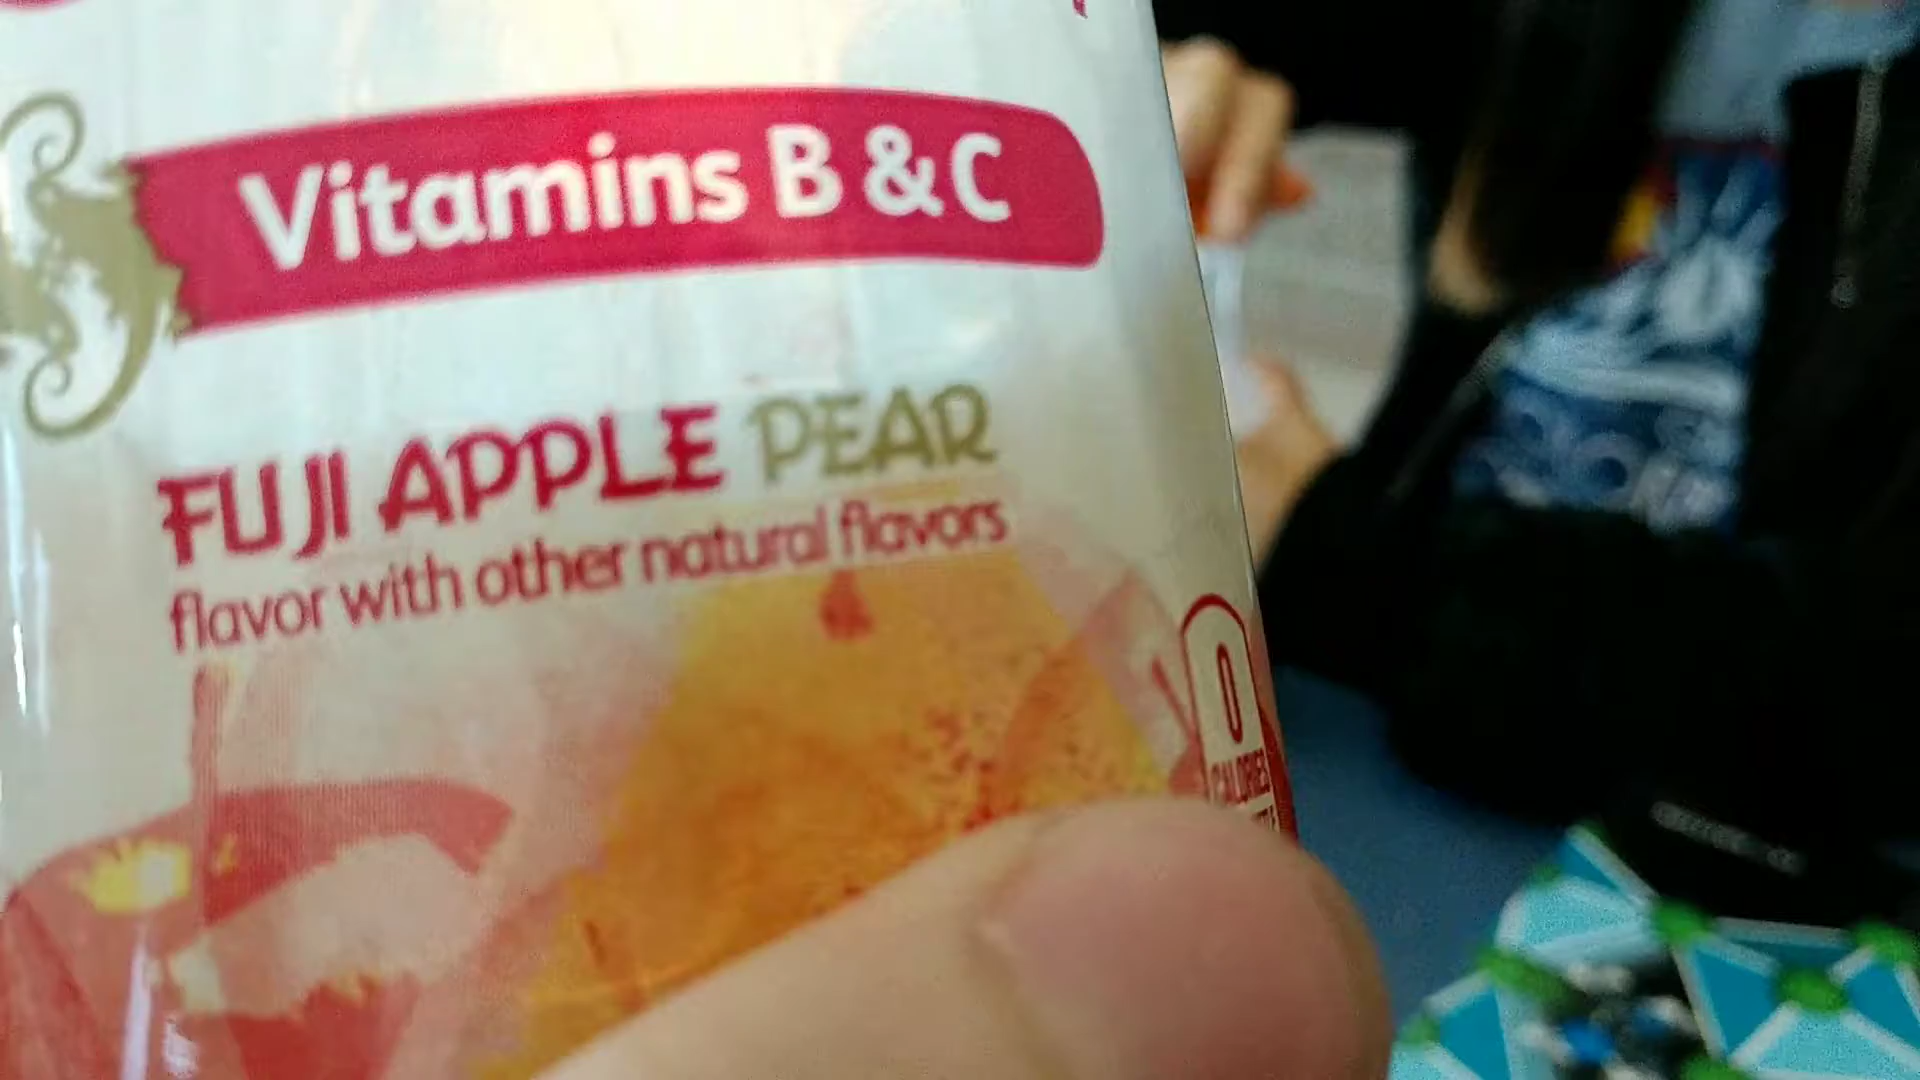 Vitamins B & C
FUJI APPLE PEAR
flavor with other natural flavors
0
CALORIES